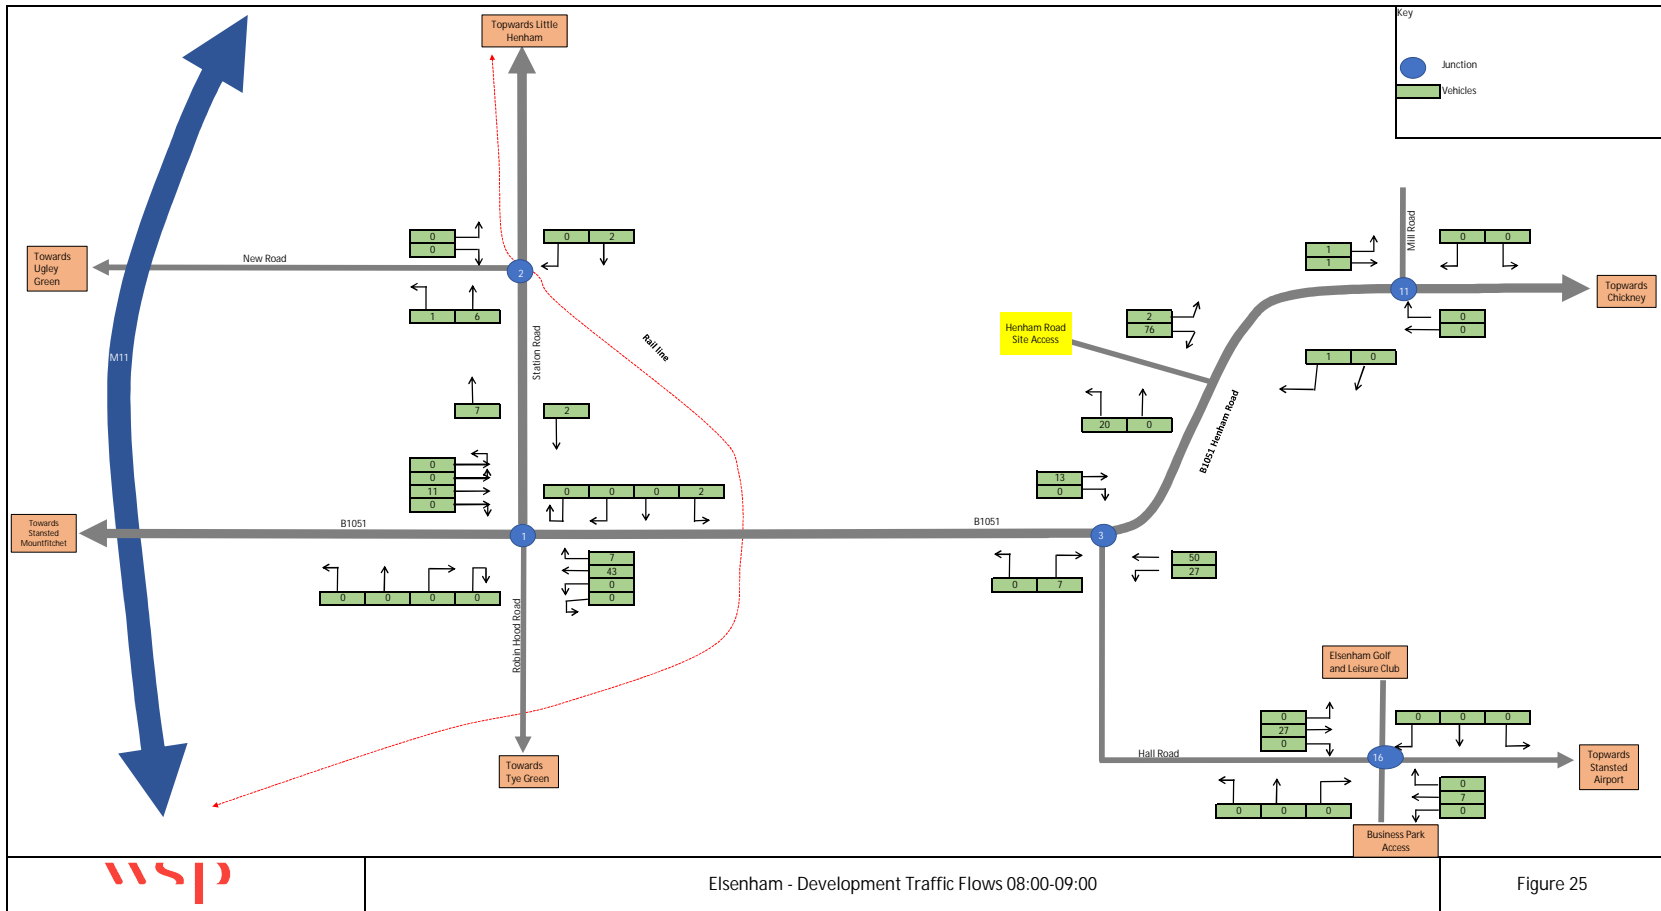 Key
Junction
Vehicles
Topwards Little
Henham
Towards
Ugley
Green
New Road
0
0
0 2
2
1 6
M11
Station Road
Rail line
7
2
0
0
11
0
0 0 0 2
Towards
Stansted
Mountfitchet
B1051
1
7
43
0
0
0 0 0 0
Robin Hood Road
Towards
Tye Green
B1051
Henham Road
Site Access
2
76
20 0
B1051 Henham Road
13
0
3
0 7
50
27
Mill Road
1
1
0 0
11
Topwards
Chickney
0
0
1 0
Elsenham Golf
and Leisure Club
0
27
0
0 0 0
Hall Road
16
Topwards
Stansted
Airport
0 0 0
0
7
0
Business Park
Access
wsp
Elsenham - Development Traffic Flows 08:00-09:00
Figure 25